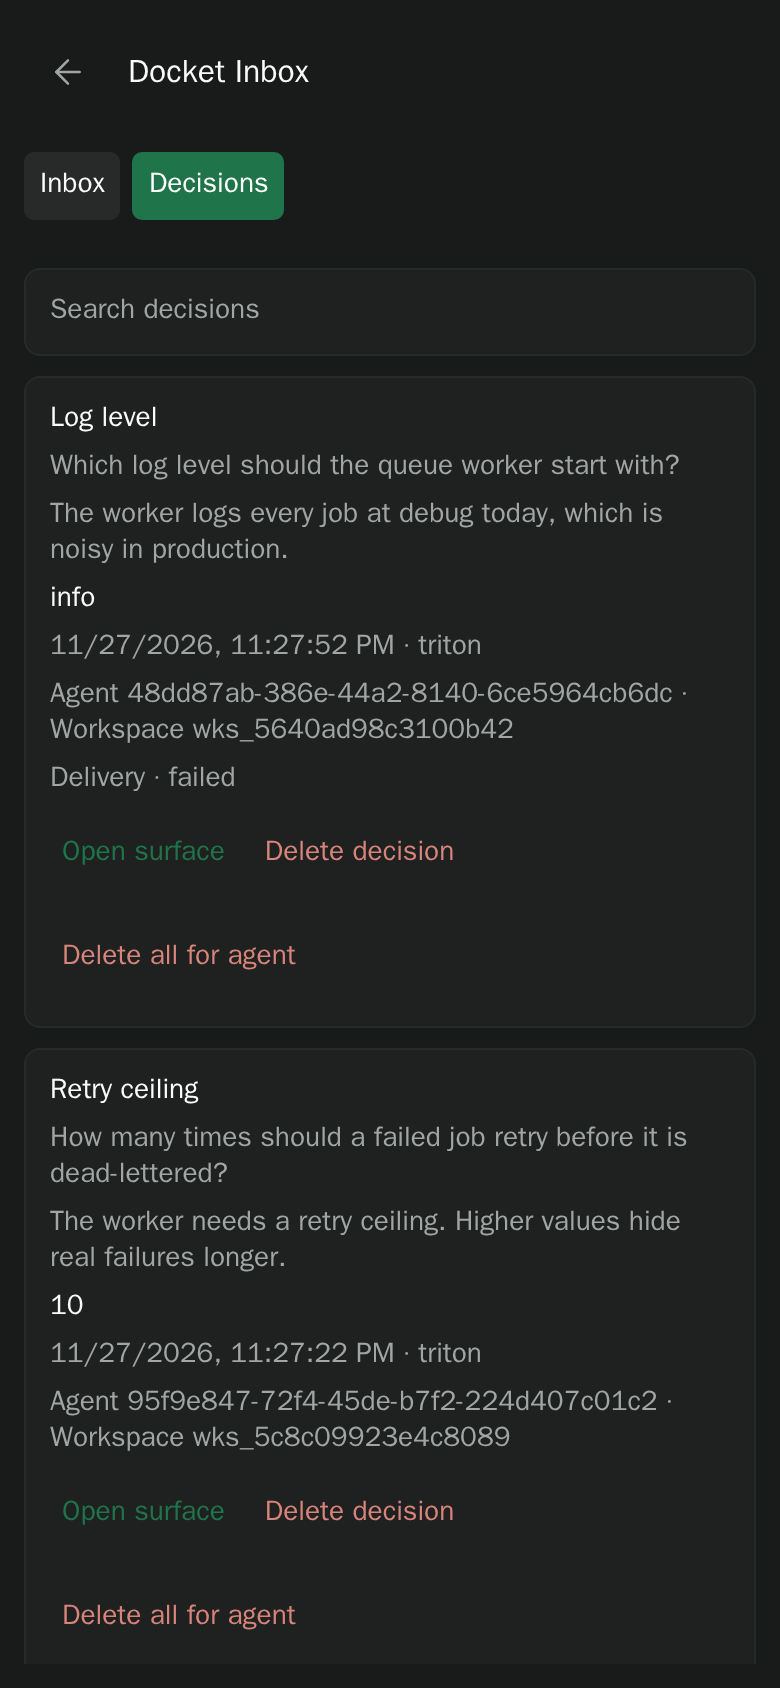 Docket Inbox
Inbox
Decisions
Search decisions
Log level
Which log level should the queue worker start with?
The worker logs every job at debug today, which is
noisy in production.
info
11/27/2026, 11:27:52 PM · triton
Agent 48dd87ab-386e-44a2-8140-6ce5964cb6dc ·
Workspace wks_5640ad98c3100b42
Delivery · failed
Open surface
Delete decision
Delete all for agent
Retry ceiling
How many times should a failed job retry before it is
dead-lettered?
The worker needs a retry ceiling. Higher values hide
real failures longer.
10
11/27/2026, 11:27:22 PM · triton
Agent 95f9e847-72f4-45de-b7f2-224d407c01c2 ·
Workspace wks_5c8c09923e4c8089
Open surface
Delete decision
Delete all for agent